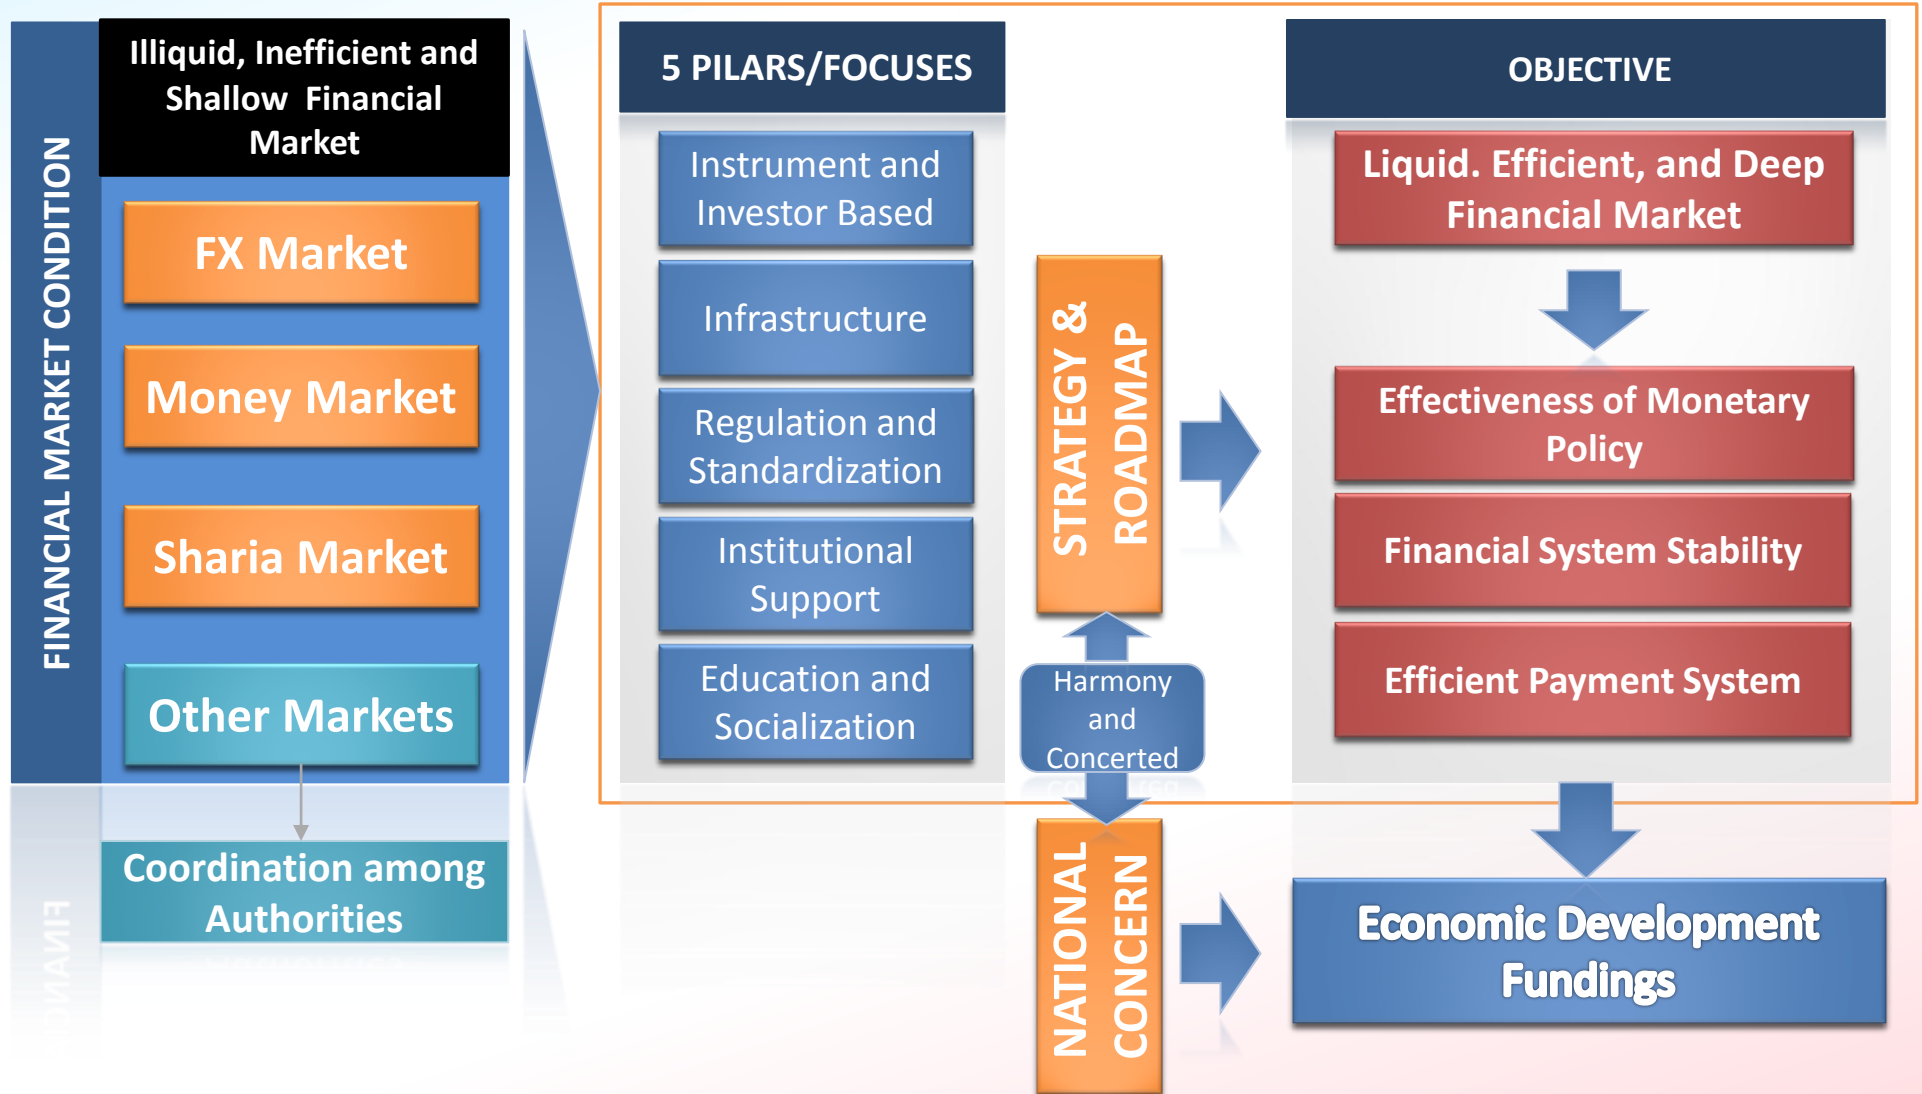 FINANCIAL MARKET CONDITION
Illiquid, Inefficient and
Shallow Financial
Market
FX Market
Money Market
Sharia Market
Other Markets
Coordination among
Authorities
5 PILARS/FOCUSES
Instrument and
Investor Based
Infrastructure
Regulation and
Standardization
Institutional
Support
Education and
Socialization
STRATEGY &
ROADMAP
Harmony
and
Concerted
NATIONAL
CONCERN
OBJECTIVE
Liquid. Efficient, and Deep
Financial Market
Effectiveness of Monetary
Policy
Financial System Stability
Efficient Payment System
Economic Development
Fundings